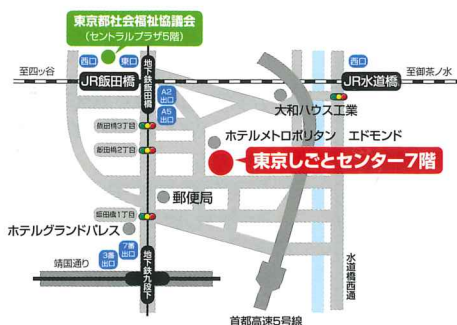 東京都社会福祉協議会
(セントラルプラザ5階)
西口
東口
西口
至四ッ谷
至御茶ノ水
JR飯田橋
地下鉄飯田橋
JR水道橋
A2
出口
A5
出口
大和ハウス工業
飯田橋3丁目
ホテルメトロポリタン エドモンド
飯田橋2丁目
東京しごとセンター7階
郵便局
飯田橋1丁目
ホテルグランドパレス
7番
出口
3番
出口
靖国通り
地下鉄九段下
水道橋西通
首都高速5号線